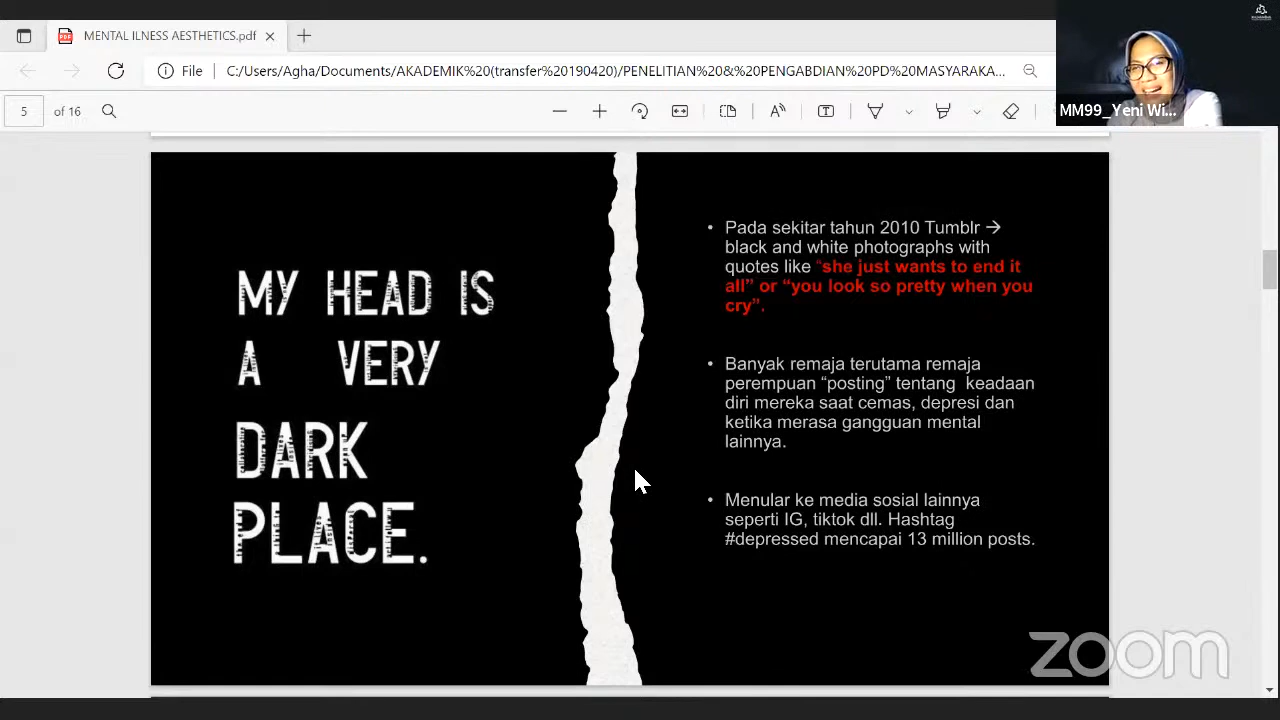 MENTAL ILNESS AESTHETICS.pdf
File
C:/Users/Agha/Documents/AKADEMIK%20(transfer%20190420)/PENELITIAN%20&%20PENGABDIAN%20D%20MASYARAKA...
5 of 16
MM99_Yeni Wi...
MY HEAD IS
A VERY
DARK
PLACE.
• Pada sekitar tahun 2010 Tumblr →
black and white photographs with
quotes like “she just wants to end it
all” or “you look so pretty when you
cry”.
• Banyak remaja terutama remaja
perempuan “posting” tentang keadaan
diri mereka saat cemas, depresi dan
ketika merasa gangguan mental
lainnya.
• Menular ke media sosial lainnya
seperti IG, tiktok dll. Hashtag
#depressed mencapai 13 million posts.
zoom